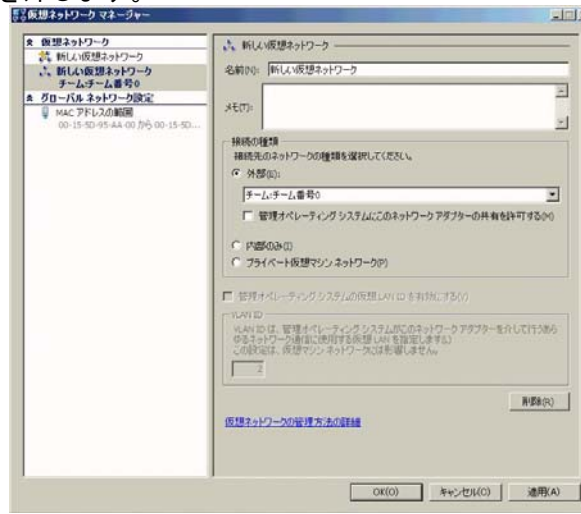 を押します。
仮想ネットワーク マネージャー
仮想ネットワーク
新しい仮想ネットワーク
新しい仮想ネットワーク
チーム:チーム番号0
グローバル ネットワーク設定
MAC アドレスの範囲
00-15-5D-95-AA-00 から 00-15-5D-...
新しい仮想ネットワーク
名前(N): 新しい仮想ネットワーク
メモ(T):
接続の種類
接続先のネットワークの種類を選択してください。
外部(E):
チーム:チーム番号0
管理オペレーティング システムにこのネットワーク アダプターの共有を許可する(M)
内部のみ(I)
プライベート仮想マシン ネットワーク(P)
管理オペレーティング システムの仮想 LAN ID を有効にする(V)
VLAN ID
VLAN ID は、管理オペレーティング システムがこのネットワーク アダプターを介して行うあら
ゆるネットワーク通信に使用する仮想 LAN を指定します。
この設定は、仮想マシン ネットワークには影響しません。
2
削除(R)
仮想ネットワークの管理方法の詳細
OK(O)
キャンセル(C)
適用(A)